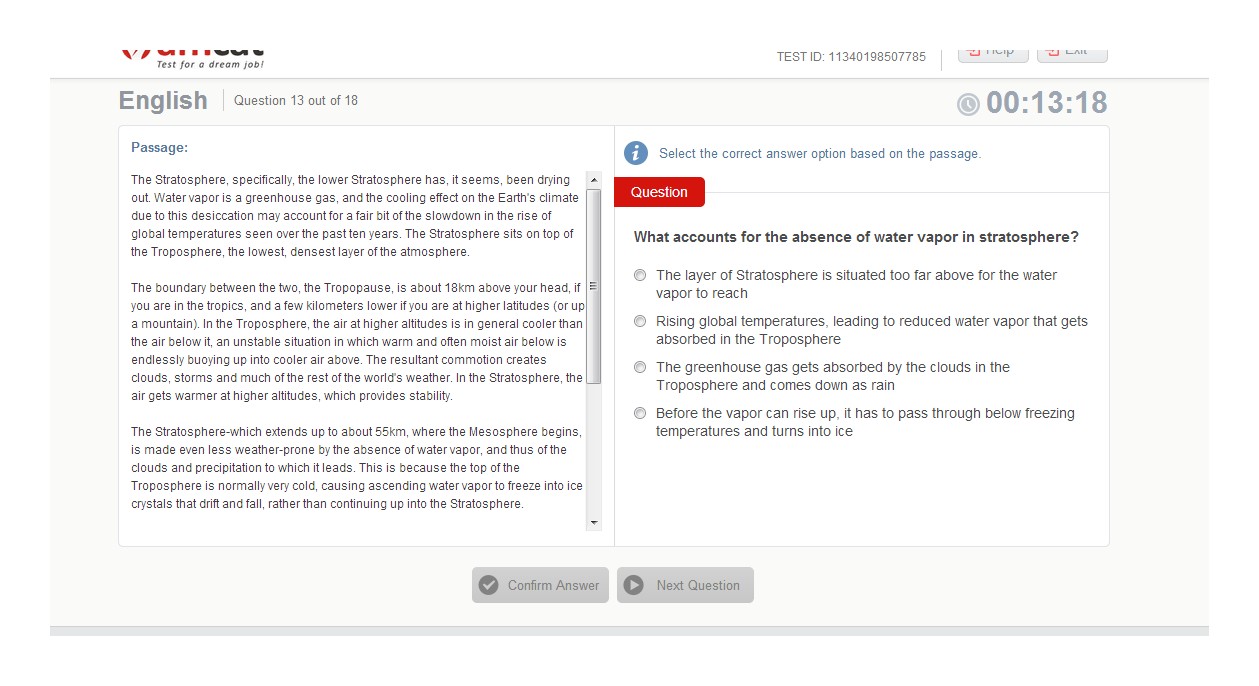 Test for a dream job!
TEST ID: 11340198507785
Help
Exit
English
Question 13 out of 18
00:13:18
Passage:
The Stratosphere, specifically, the lower Stratosphere has, it seems, been drying
out. Water vapor is a greenhouse gas, and the cooling effect on the Earth's climate
due to this desiccation may account for a fair bit of the slowdown in the rise of
global temperatures seen over the past ten years. The Stratosphere sits on top of
the Troposphere, the lowest, densest layer of the atmosphere.
The boundary between the two, the Tropopause, is about 18km above your head, if
you are in the tropics, and a few kilometers lower if you are at higher latitudes (or up
a mountain). In the Troposphere, the air at higher altitudes is in general cooler than
the air below it, an unstable situation in which warm and often moist air below is
endlessly buoying up into cooler air above. The resultant commotion creates
clouds, storms and much of the rest of the world's weather. In the Stratosphere, the
air gets warmer at higher altitudes, which provides stability.
The Stratosphere-which extends up to about 55km, where the Mesosphere begins,
is made even less weather-prone by the absence of water vapor, and thus of the
clouds and precipitation to which it leads. This is because the top of the
Troposphere is normally very cold, causing ascending water vapor to freeze into ice
crystals that drift and fall, rather than continuing up into the Stratosphere.
Select the correct answer option based on the passage.
Question
What accounts for the absence of water vapor in stratosphere?
The layer of Stratosphere is situated too far above for the water
vapor to reach
Rising global temperatures, leading to reduced water vapor that gets
absorbed in the Troposphere
The greenhouse gas gets absorbed by the clouds in the
Troposphere and comes down as rain
Before the vapor can rise up, it has to pass through below freezing
temperatures and turns into ice
Confirm Answer
Next Question